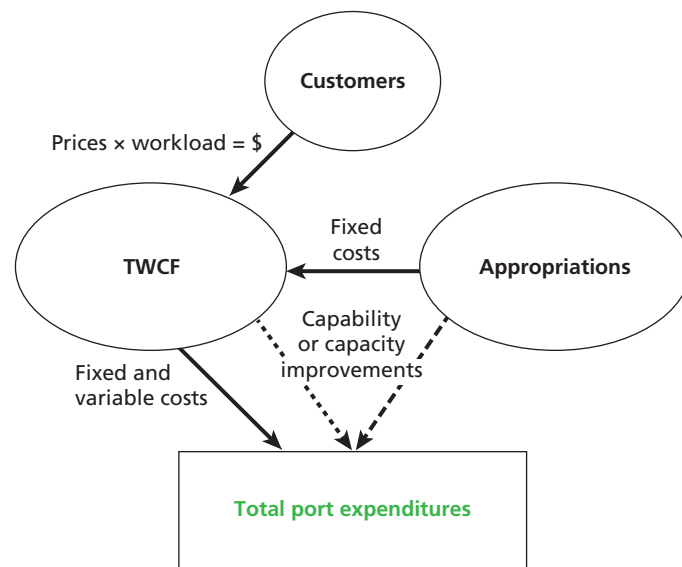 Customers
Prices × workload = $
TWCF
Fixed
costs
Appropriations
Capability
or capacity
improvements
Fixed and
variable costs
Total port expenditures